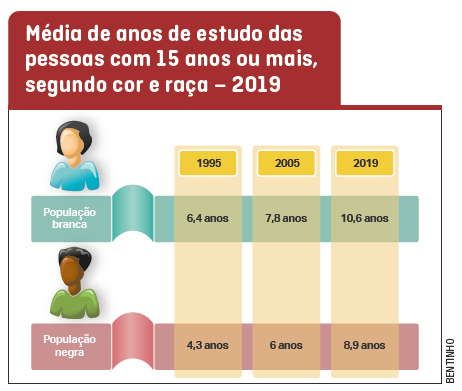 Média de anos de estudo das
pessoas com 15 anos ou mais,
segundo cor e raça – 2019
1995 2005 2019
População
branca
6,4 anos 7,8 anos 10,6 anos
População
negra
4,3 anos 6 anos 8,9 anos
BENTINHO